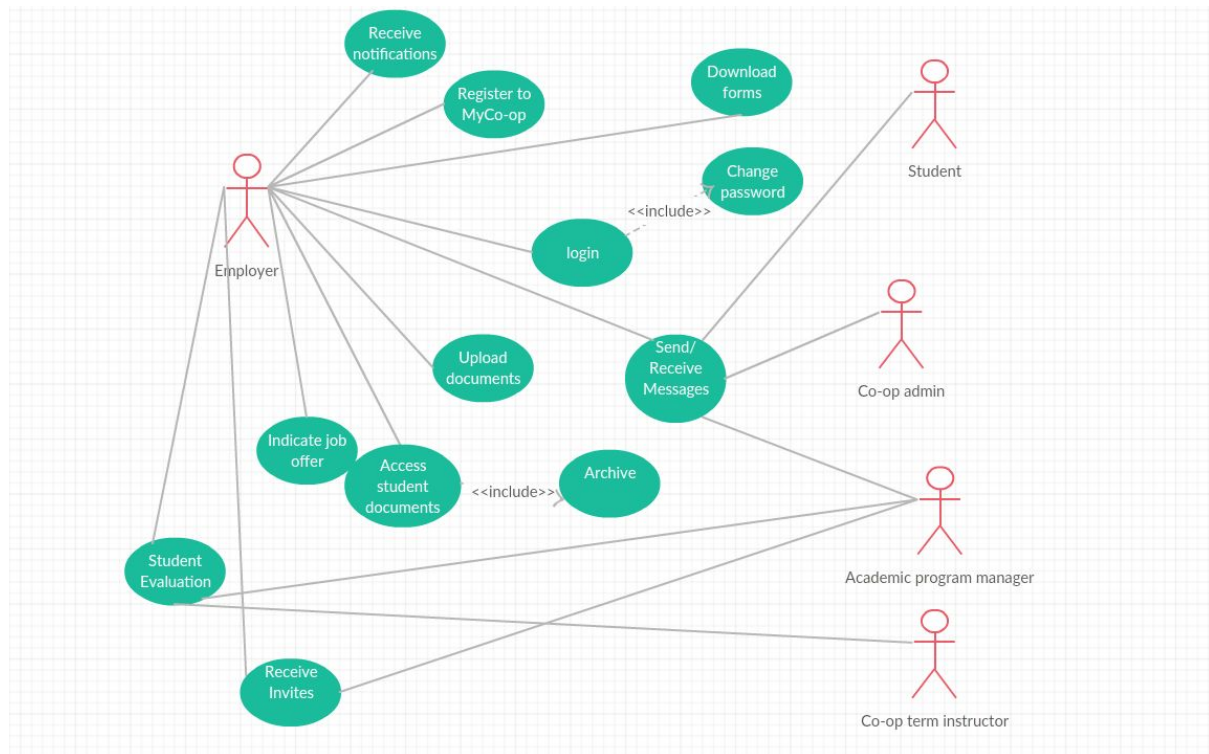 Receive
notifications
Register to
MyCo-op
Download
forms
Student
Change
password
<<include>>
login
Employer
Send/
Receive
Messages
Co-op admin
Upload
documents
Indicate job
offer
Access
student
documents
<<include>>
Archive
Student
Evaluation
Academic program manager
Receive
Invites
Co-op term instructor